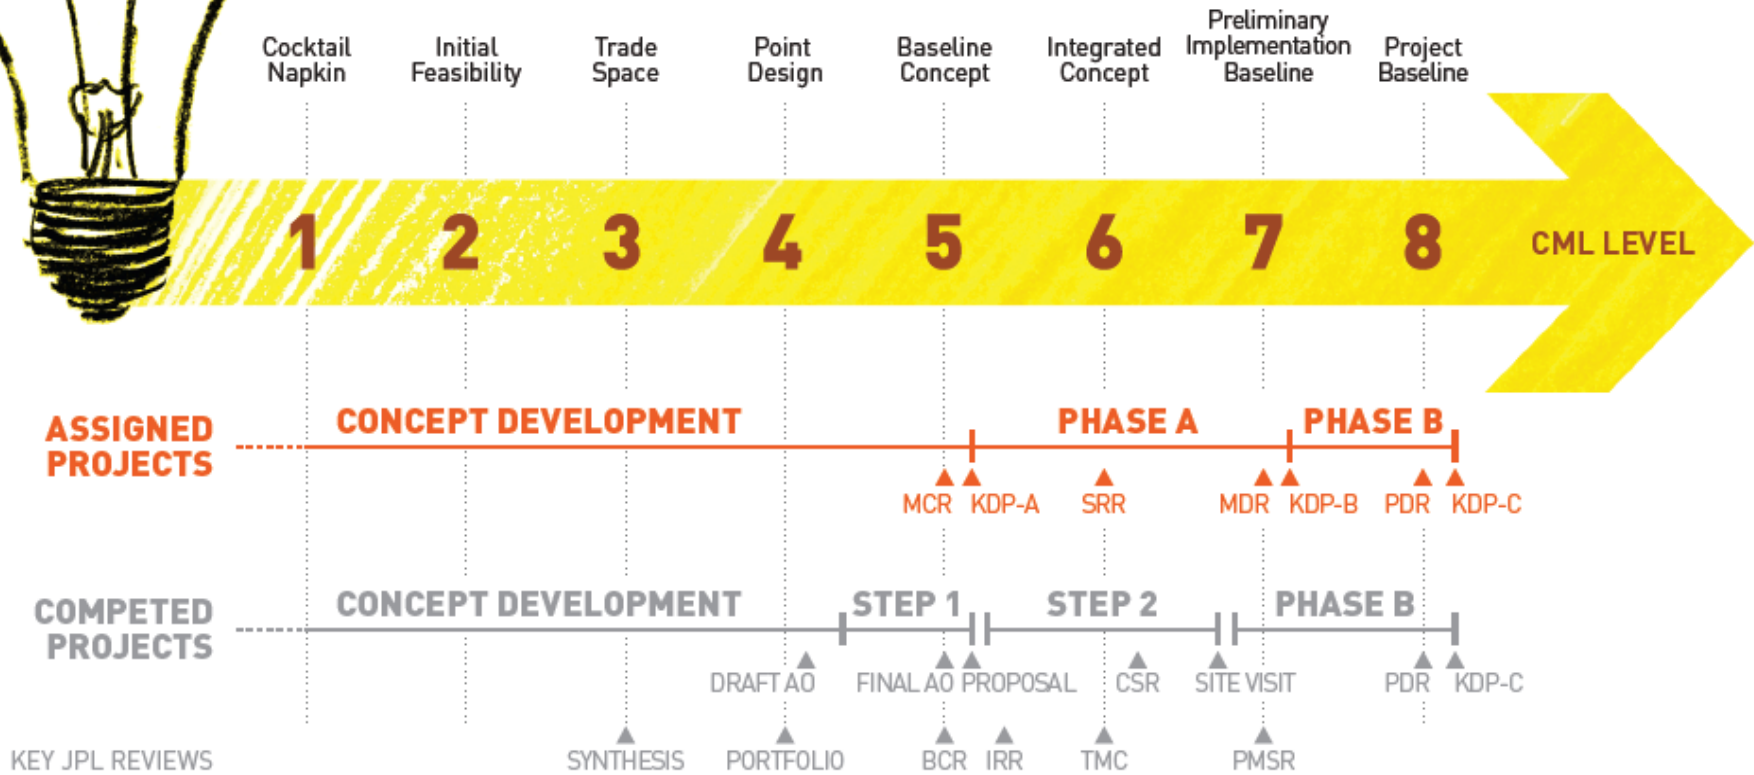 Cocktail Napkin
Initial Feasibility
Trade Space
Point Design
Baseline Concept
Integrated Concept
Preliminary Implementation Baseline
Project Baseline
1 2 3 4 5 6 7 8 CML LEVEL
ASSIGNED PROJECTS
CONCEPT DEVELOPMENT PHASE A PHASE B
MCR KDP-A SRR MDR KDP-B PDR KDP-C
COMPETED PROJECTS
CONCEPT DEVELOPMENT STEP 1 STEP 2 PHASE B
DRAFT AO FINAL AO PROPOSAL CSR SITE VISIT PDR KDP-C
KEY JPL REVIEWS SYNTHESIS PORTFOLIO BCR IRR TMC PMSR